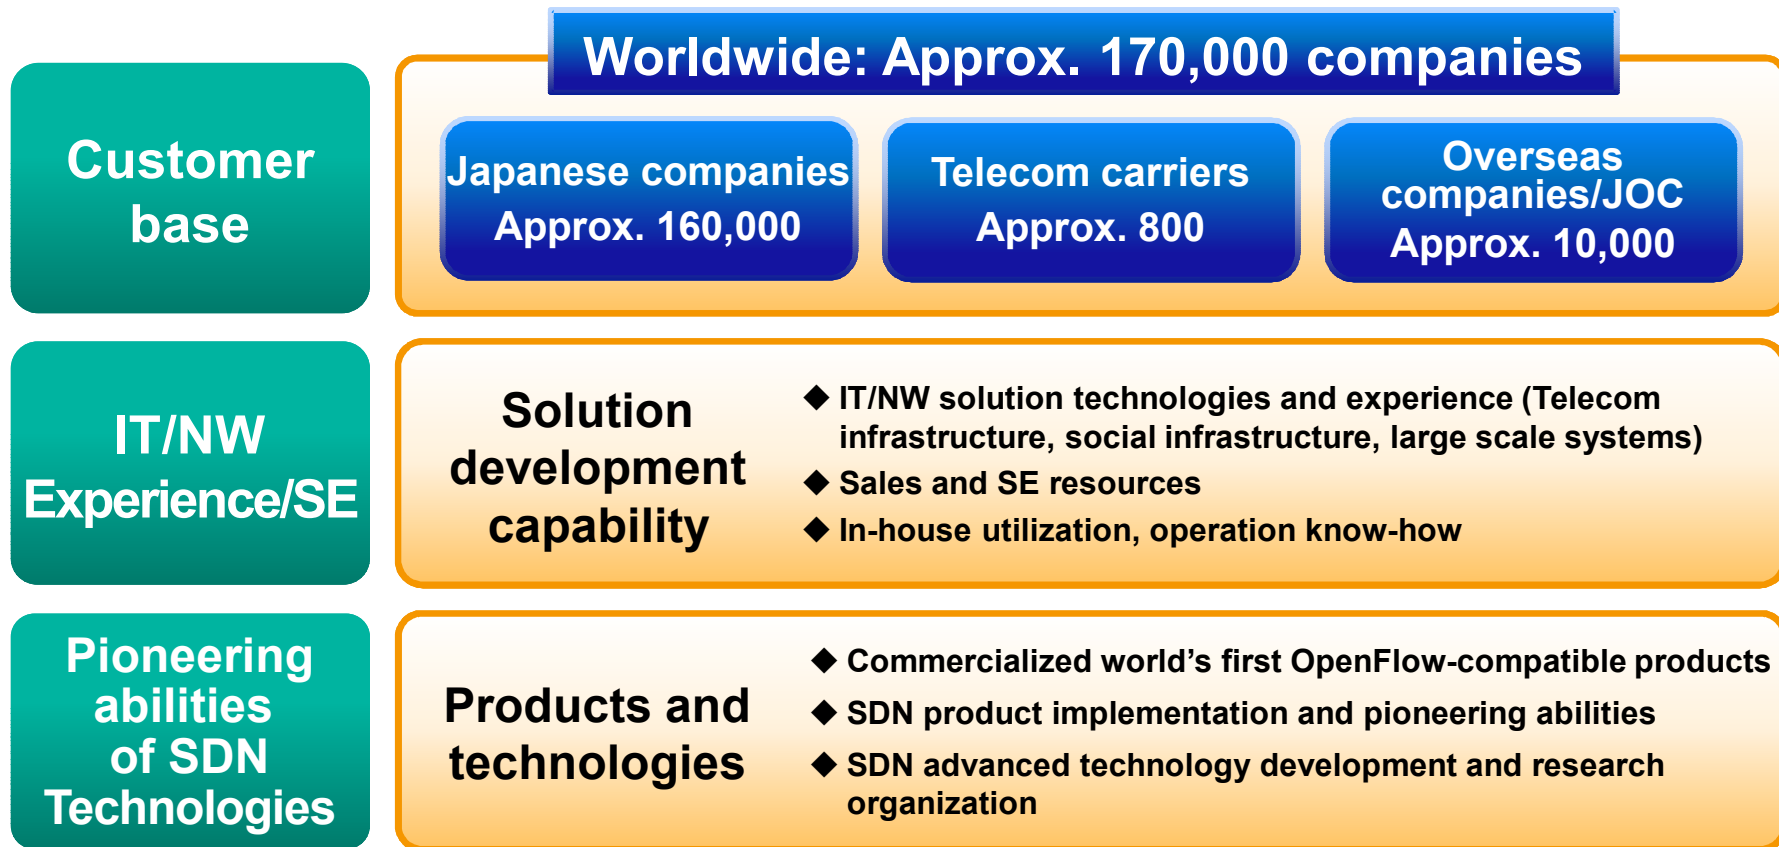 Worldwide: Approx. 170,000 companies
Customer
base
Japanese companies
Approx. 160,000
Telecom carriers
Approx. 800
Overseas
companies/JOC
Approx. 10,000
IT/NW
Experience/SE
Solution
development
capability
◆ IT/NW solution technologies and experience (Telecom
infrastructure, social infrastructure, large scale systems)
◆ Sales and SE resources
◆ In-house utilization, operation know-how
Pioneering
abilities
of SDN
Technologies
Products and
technologies
◆ Commercialized world’s first OpenFlow-compatible products
◆ SDN product implementation and pioneering abilities
◆ SDN advanced technology development and research
organization